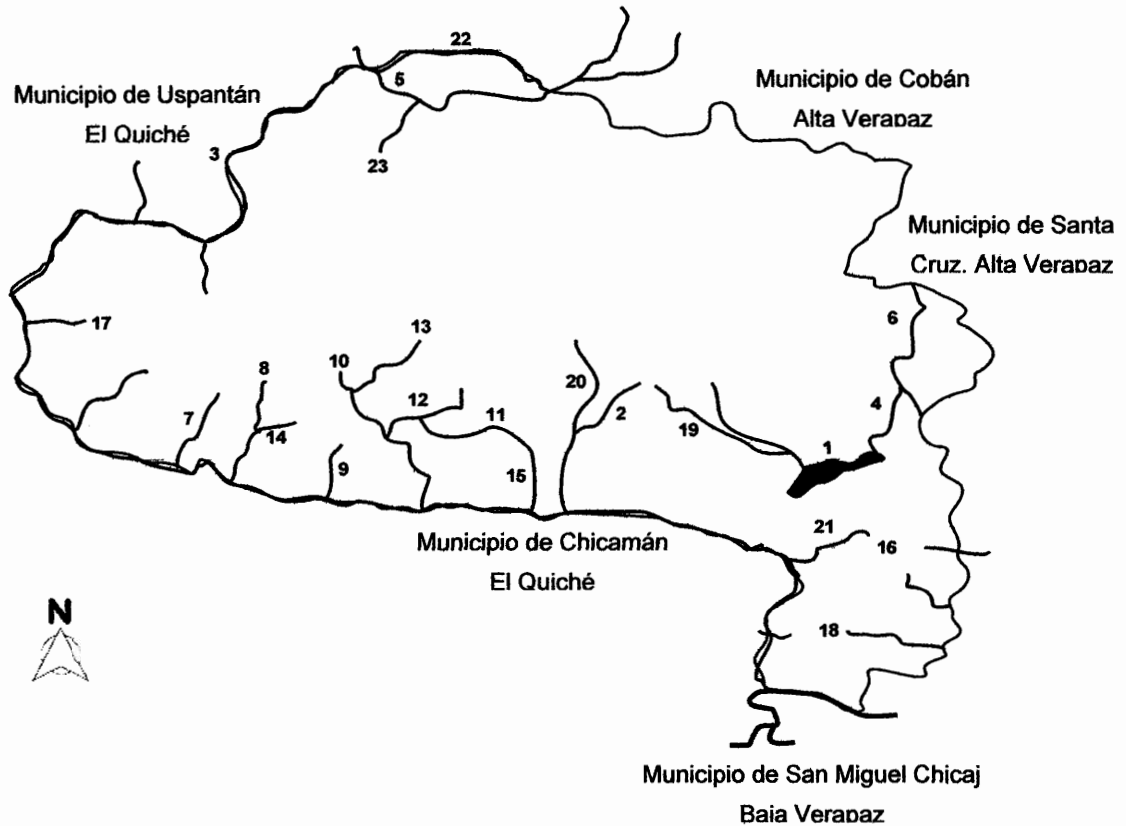 22
Municipio de Uspantán
El Quiché
5
Municipio de Cobán
Alta Verapaz
3
23
Municipio de Santa
Cruz. Alta Verapaz
17
6
13
10
8
20
12
2
4
7
11
14
19
1
9
15
21
16
Municipio de Chicamán
El Quiché
N
18
Municipio de San Miguel Chicaj
Baja Verapaz